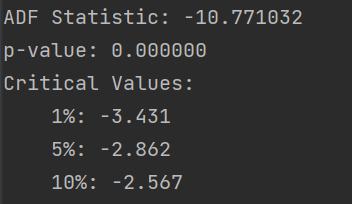 ADF Statistic: -10.771032
p-value: 0.000000
Critical Values:
    1%: -3.431
    5%: -2.862
    10%: -2.567